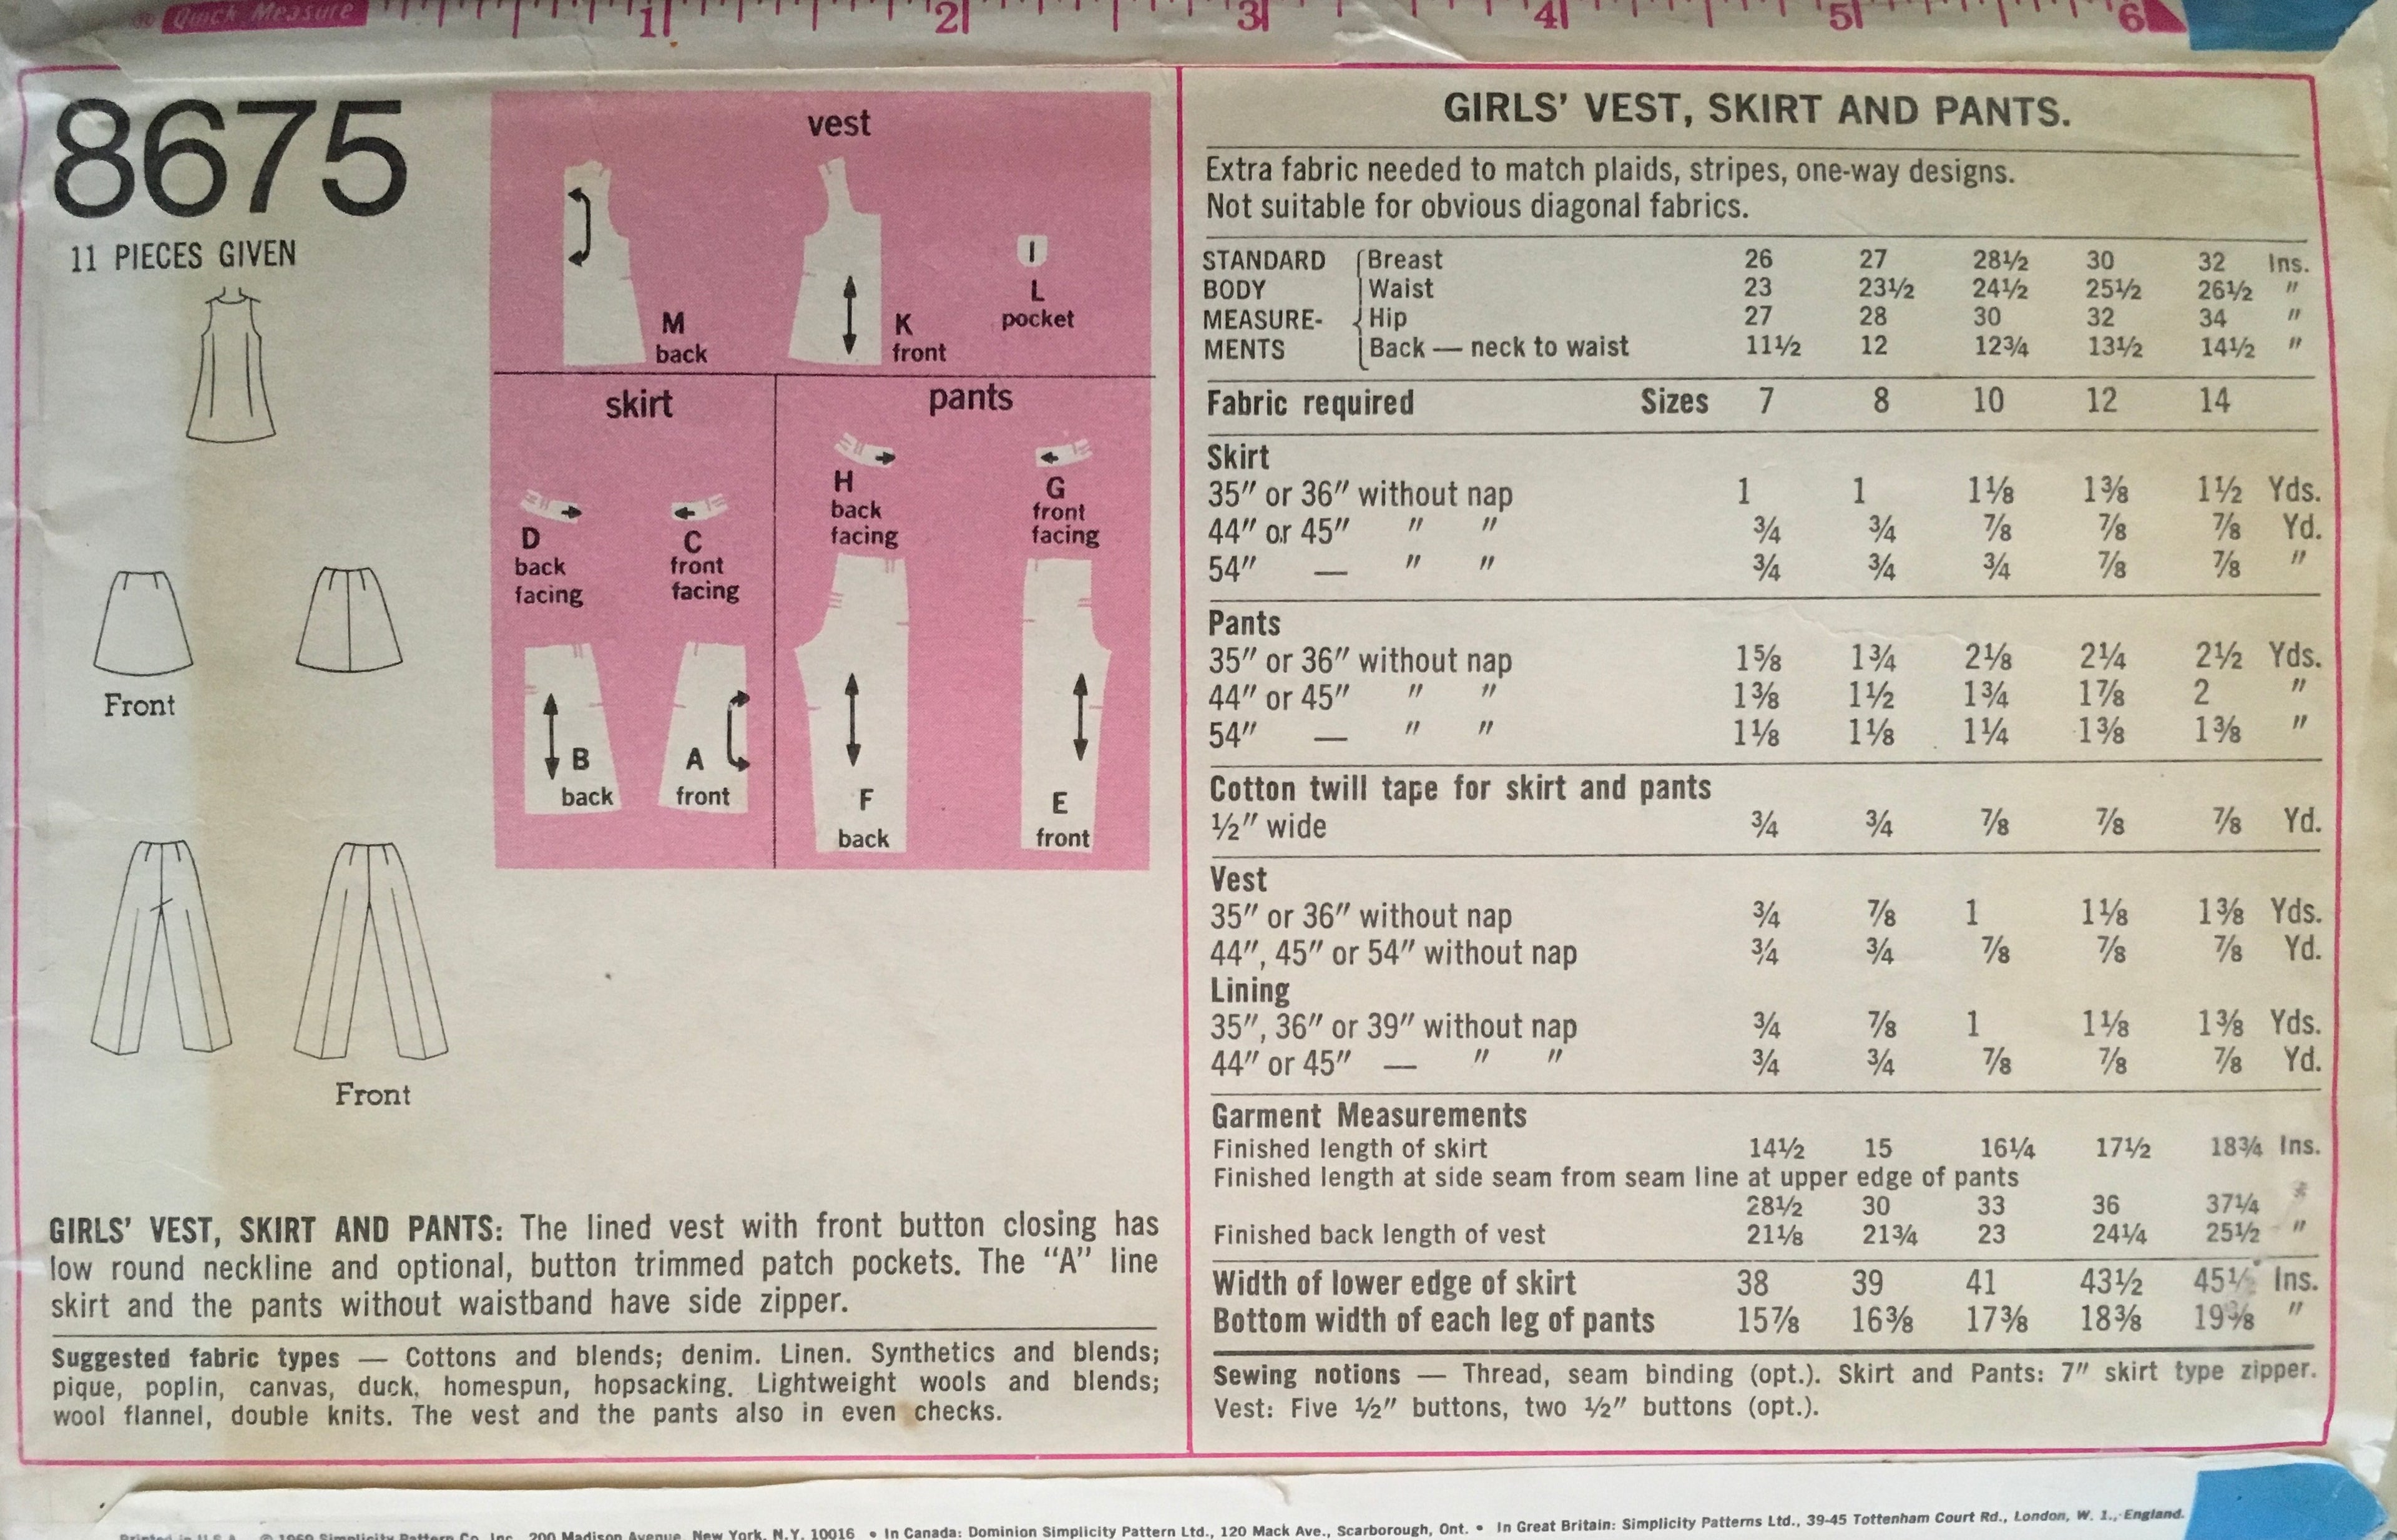 Quick Measure
1 2 3 4 5 6
8675
11 PIECES GIVEN
Front
Front
vest
M
back
K
front
I
L
pocket
skirt
D
back
facing
C
front
facing
B
back
A
front
pants
H
back
facing
G
front
facing
F
back
E
front
GIRLS' VEST, SKIRT AND PANTS: The lined vest with front button closing has
low round neckline and optional, button trimmed patch pockets. The "A" line
skirt and the pants without waistband have side zipper.
Suggested fabric types — Cottons and blends; denim. Linen. Synthetics and blends;
pique, poplin, canvas, duck, homespun, hopsacking. Lightweight wools and blends;
wool flannel, double knits. The vest and the pants also in even checks.
GIRLS' VEST, SKIRT AND PANTS.
Extra fabric needed to match plaids, stripes, one-way designs.
Not suitable for obvious diagonal fabrics.
STANDARD Breast 26 27 28½ 30 32 Ins.
BODY Waist 23 23½ 24½ 25½ 26½ "
MEASURE- Hip 27 28 30 32 34 "
MENTS Back — neck to waist 11½ 12 12¾ 13½ 14½ "
Fabric required Sizes 7 8 10 12 14
Skirt
35" or 36" without nap 1 1 1⅛ 1⅜ 1½ Yds.
44" or 45" " " ¾ ¾ ⅞ ⅞ ⅞ Yd.
54" — " " ¾ ¾ ¾ ⅞ ⅞ "
Pants
35" or 36" without nap 1⅝ 1¾ 2⅛ 2¼ 2½ Yds.
44" or 45" " " 1⅜ 1½ 1¾ 1⅞ 2 "
54" — " " 1⅛ 1⅛ 1¼ 1⅜ 1⅜ "
Cotton twill tape for skirt and pants
½" wide ¾ ¾ ⅞ ⅞ ⅞ Yd.
Vest
35" or 36" without nap ¾ ⅞ 1 1⅛ 1⅜ Yds.
44", 45" or 54" without nap ¾ ¾ ⅞ ⅞ ⅞ Yd.
Lining
35", 36" or 39" without nap ¾ ⅞ 1 1⅛ 1⅜ Yds.
44" or 45" — " " ¾ ¾ ⅞ ⅞ ⅞ Yd.
Garment Measurements
Finished length of skirt 14½ 15 16¼ 17½ 18¾ Ins.
Finished length at side seam from seam line at upper edge of pants
28½ 30 33 36 37¼
Finished back length of vest 21⅛ 21¾ 23 24¼ 25½ "
Width of lower edge of skirt 38 39 41 43½ Ins.
Bottom width of each leg of pants 15⅞ 16⅜ 17⅜ 18⅜ 19⅜ "
Sewing notions — Thread, seam binding (opt.). Skirt and Pants: 7" skirt type zipper.
Vest: Five ½" buttons, two ½" buttons (opt.).
Printed in U.S.A. © 1969 Simplicity Pattern Co. Inc. 200 Madison Avenue, New York, N.Y. 10016 • In Canada: Dominion Simplicity Pattern Ltd., 120 Mack Ave., Scarborough, Ont. • In Great Britain: Simplicity Patterns Ltd., 39-45 Tottenham Court Rd., London, W. 1., England.